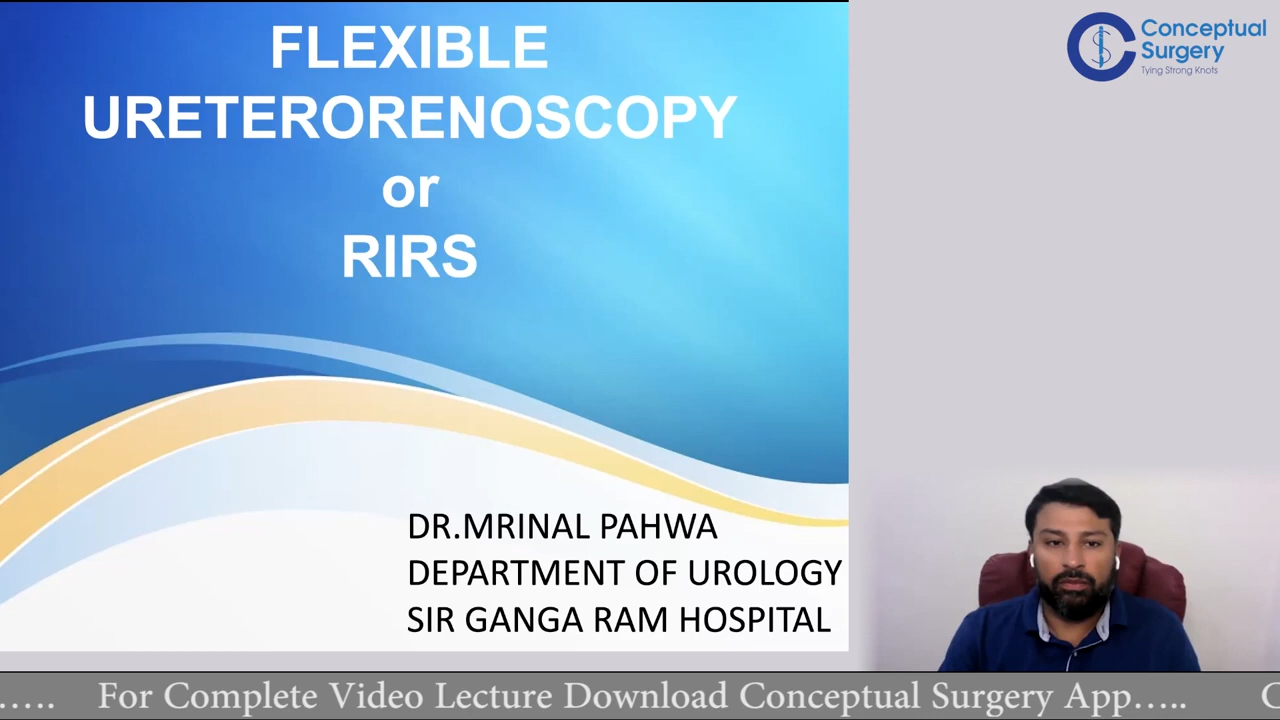 FLEXIBLE
URETERORENOSCOPY
or
RIRS
DR.MRINAL PAHWA
DEPARTMENT OF UROLOGY
SIR GANGA RAM HOSPITAL
Conceptual
Surgery
Tying Strong Knots
..... For Complete Video Lecture Download Conceptual Surgery App..... C